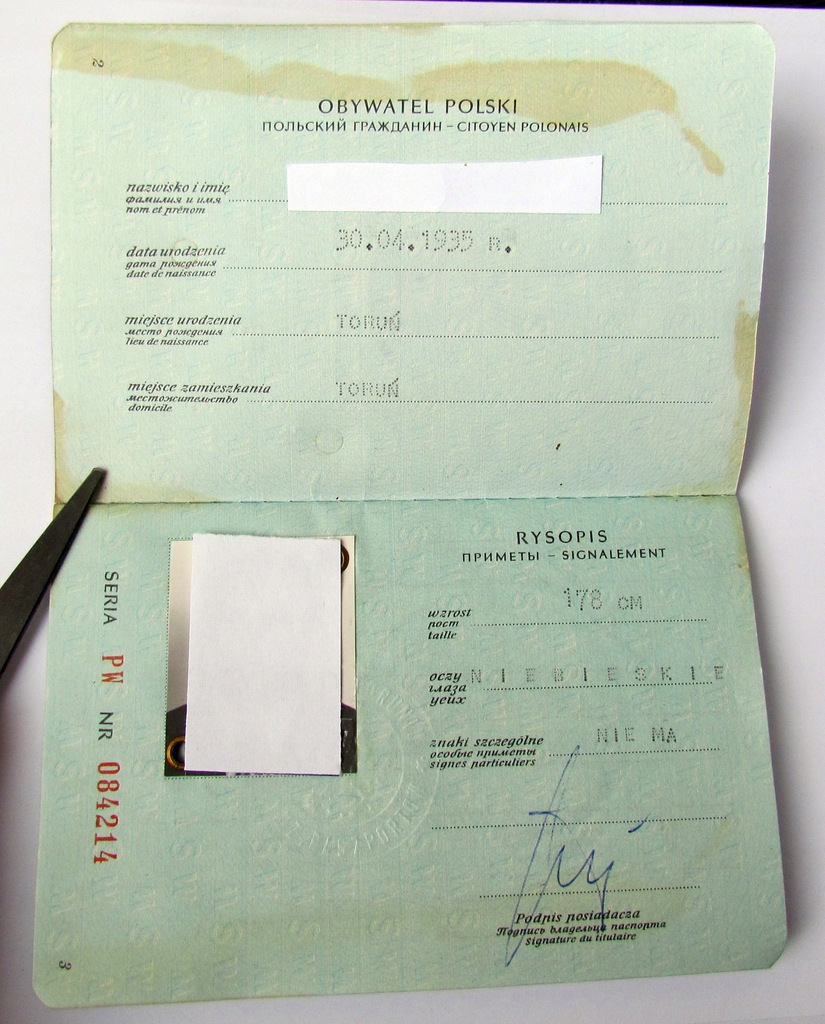 2
OBYWATEL POLSKI
ПОЛЬСКИЙ ГРАЖДАНИН – CITOYEN POLONAIS
nazwisko i imię
фамилия и имя
nom et prénom
data urodzenia 30.04.1935 R.
дата рождения
date de naissance
miejsce urodzenia TORUŃ
место рождения
lieu de naissance
miejsce zamieszkania TORUŃ
местожительство
domicile
RYSOPIS
ПРИМЕТЫ – SIGNALEMENT
wzrost 178 CM
рост
taille
oczy NIEBIESKIE
глаза
yeux
znaki szczególne NIE MA
особые приметы
signes particuliers
Podpis posiadacza
Подпись владельца паспорта
Signature du titulaire
SERIA PW NR 084214
3